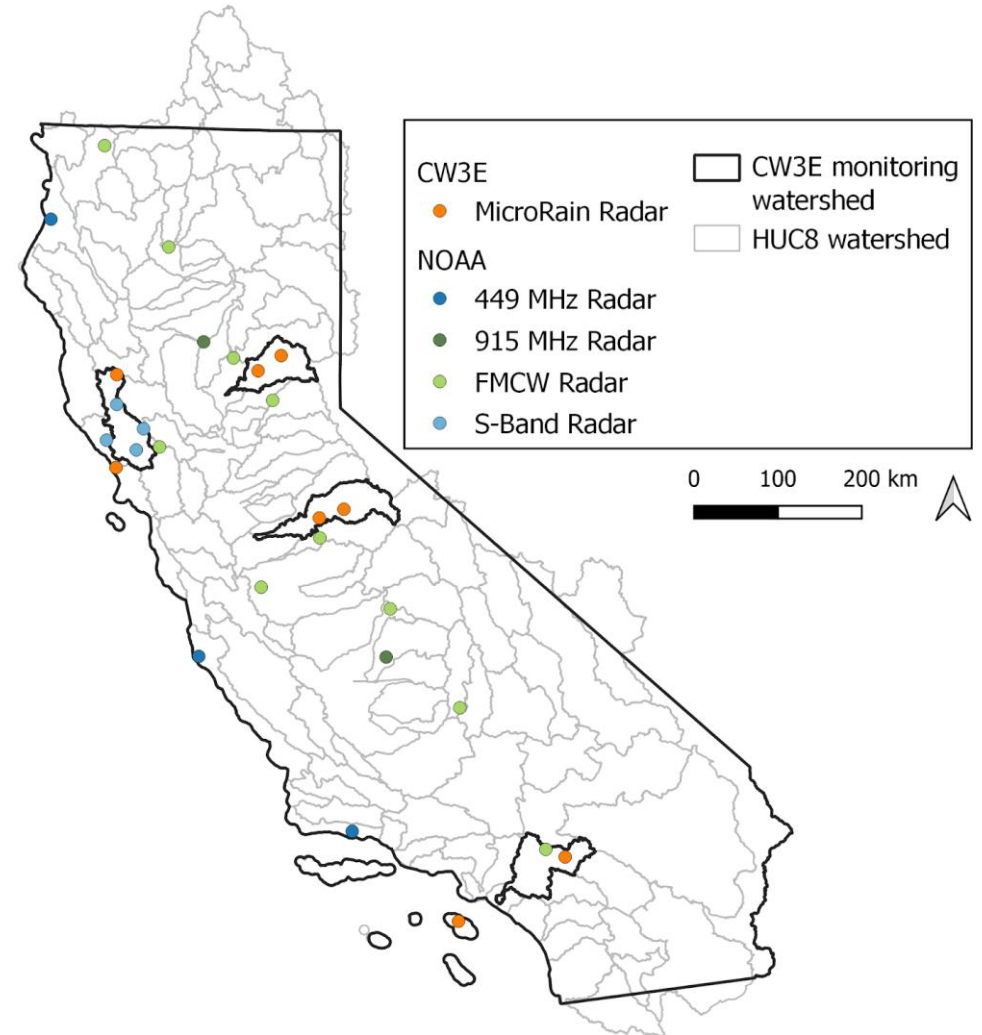 CW3E
MicroRain Radar
NOAA
449 MHz Radar
915 MHz Radar
FMCW Radar
S-Band Radar
CW3E monitoring
watershed
HUC8 watershed
0 100 200 km